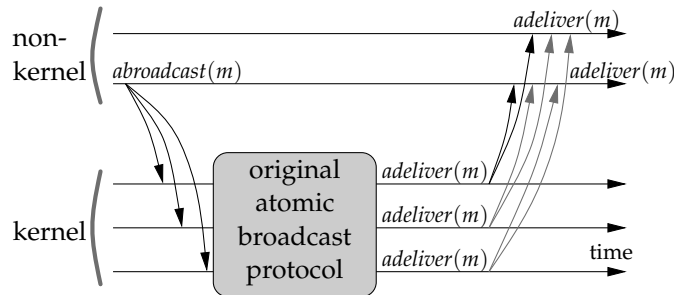 adeliver(m)
non-
kernel
abroadcast(m)
adeliver(m)
original
atomic
broadcast
protocol
adeliver(m)
adeliver(m)
adeliver(m)
kernel
time